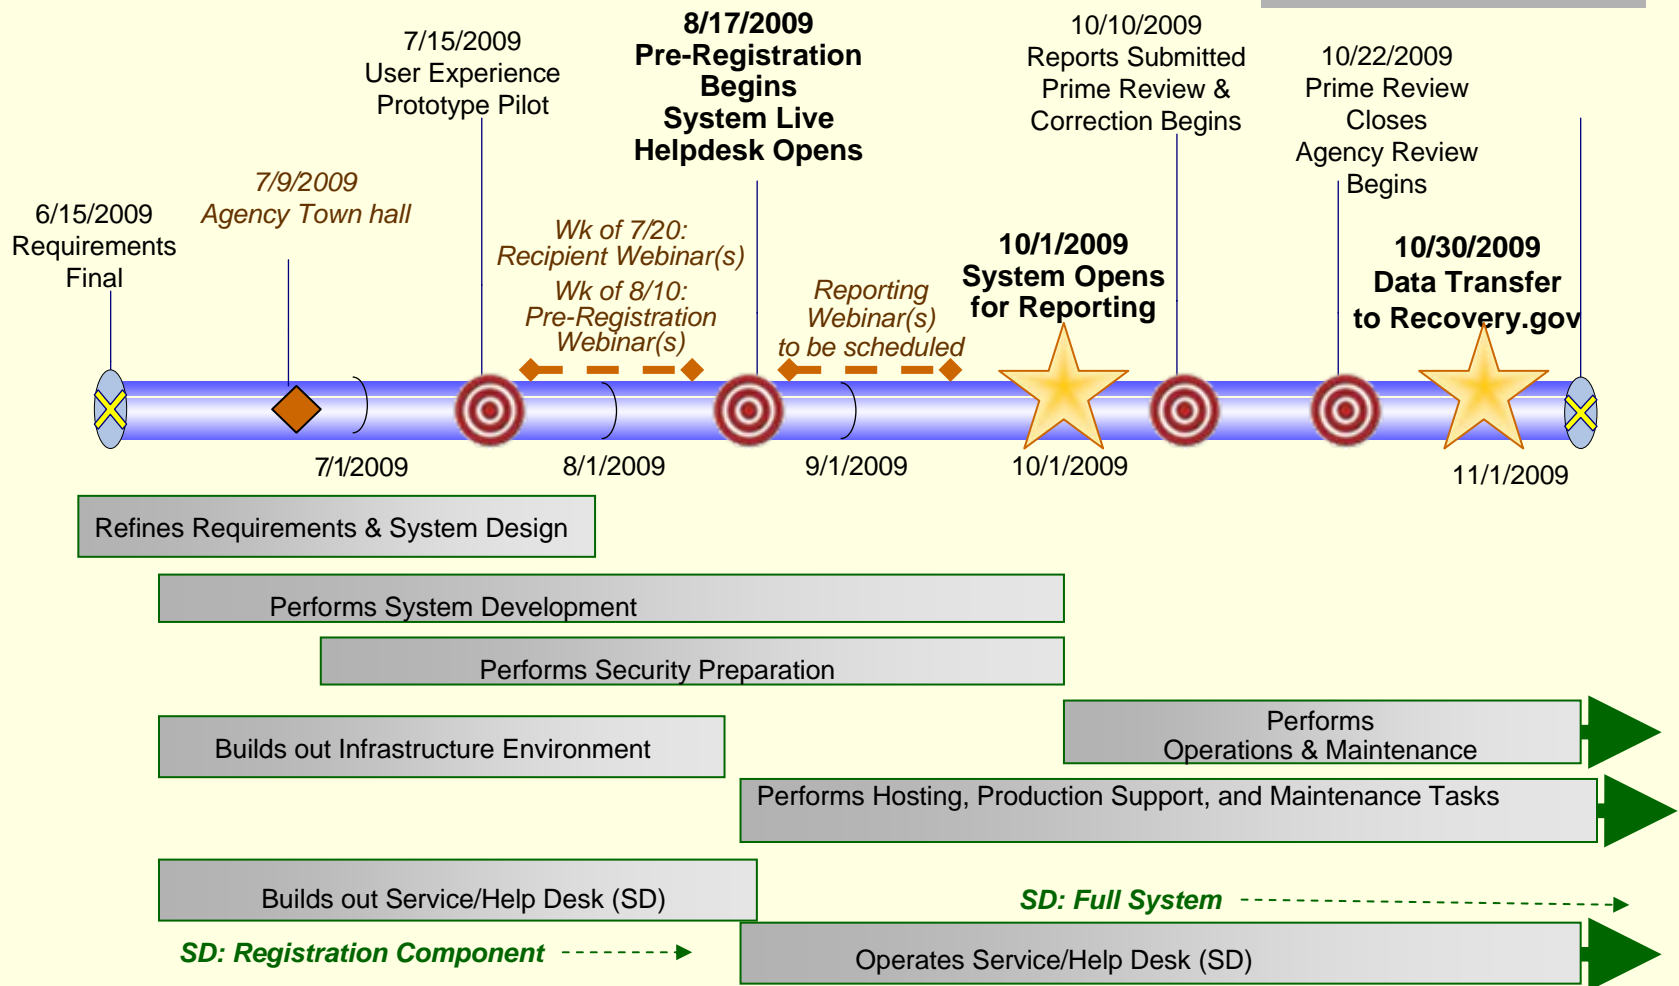 6/15/2009
Requirements
Final
7/9/2009
Agency Town hall
7/15/2009
User Experience
Prototype Pilot
Wk of 7/20:
Recipient Webinar(s)
Wk of 8/10:
Pre-Registration
Webinar(s)
8/17/2009
Pre-Registration
Begins
System Live
Helpdesk Opens
Reporting
Webinar(s)
to be scheduled
10/1/2009
System Opens
for Reporting
10/10/2009
Reports Submitted
Prime Review &
Correction Begins
10/22/2009
Prime Review
Closes
Agency Review
Begins
10/30/2009
Data Transfer
to Recovery.gov
7/1/2009
8/1/2009
9/1/2009
10/1/2009
11/1/2009
Refines Requirements & System Design
Performs System Development
Performs Security Preparation
Performs
Operations & Maintenance
Builds out Infrastructure Environment
Performs Hosting, Production Support, and Maintenance Tasks
Builds out Service/Help Desk (SD)
SD: Full System
SD: Registration Component
Operates Service/Help Desk (SD)